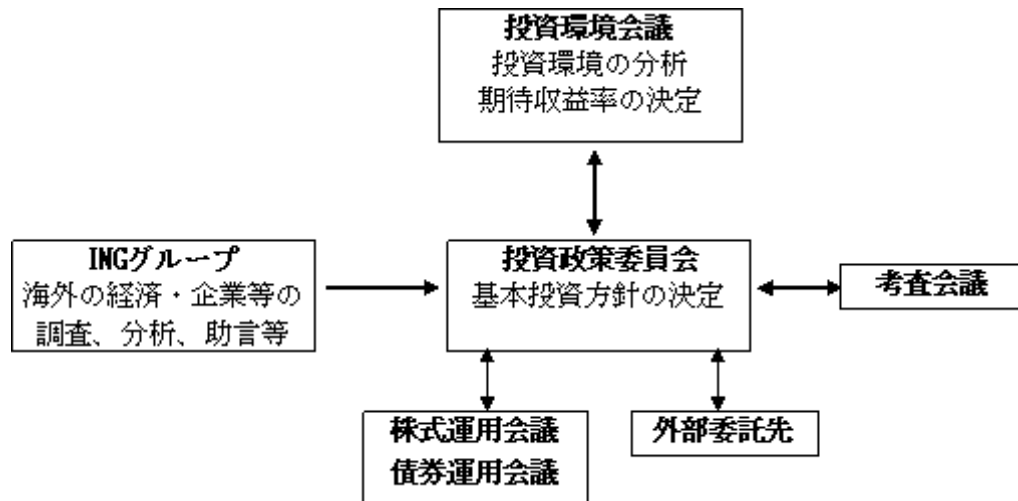 投資環境会議
投資環境の分析
期待収益率の決定
INGグループ
海外の経済・企業等の
調査、分析、助言等
投資政策委員会
基本投資方針の決定
考査会議
株式運用会議
債券運用会議
外部委託先